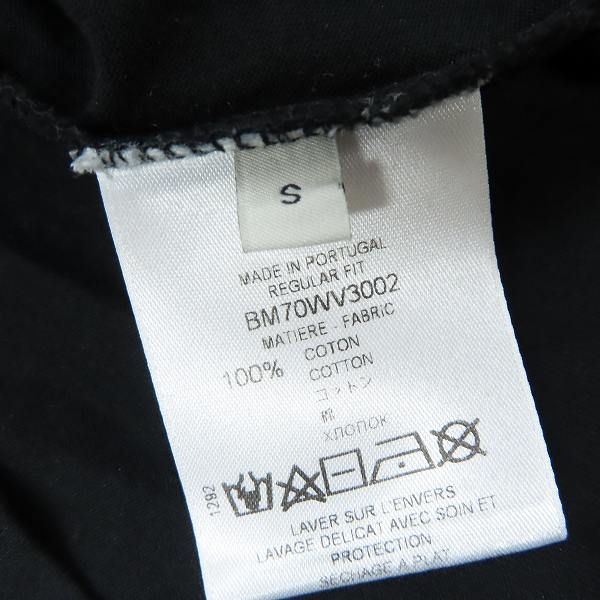 S
MADE IN PORTUGAL
REGULAR FIT
BM70WV3002
MATIERE - FABRIC
100% COTON
COTTON
コットン
棉
ХЛОПОК
1292
LAVER SUR L'ENVERS
LAVAGE DELICAT AVEC SOIN ET
PROTECTION
SECHAGE A PLAT